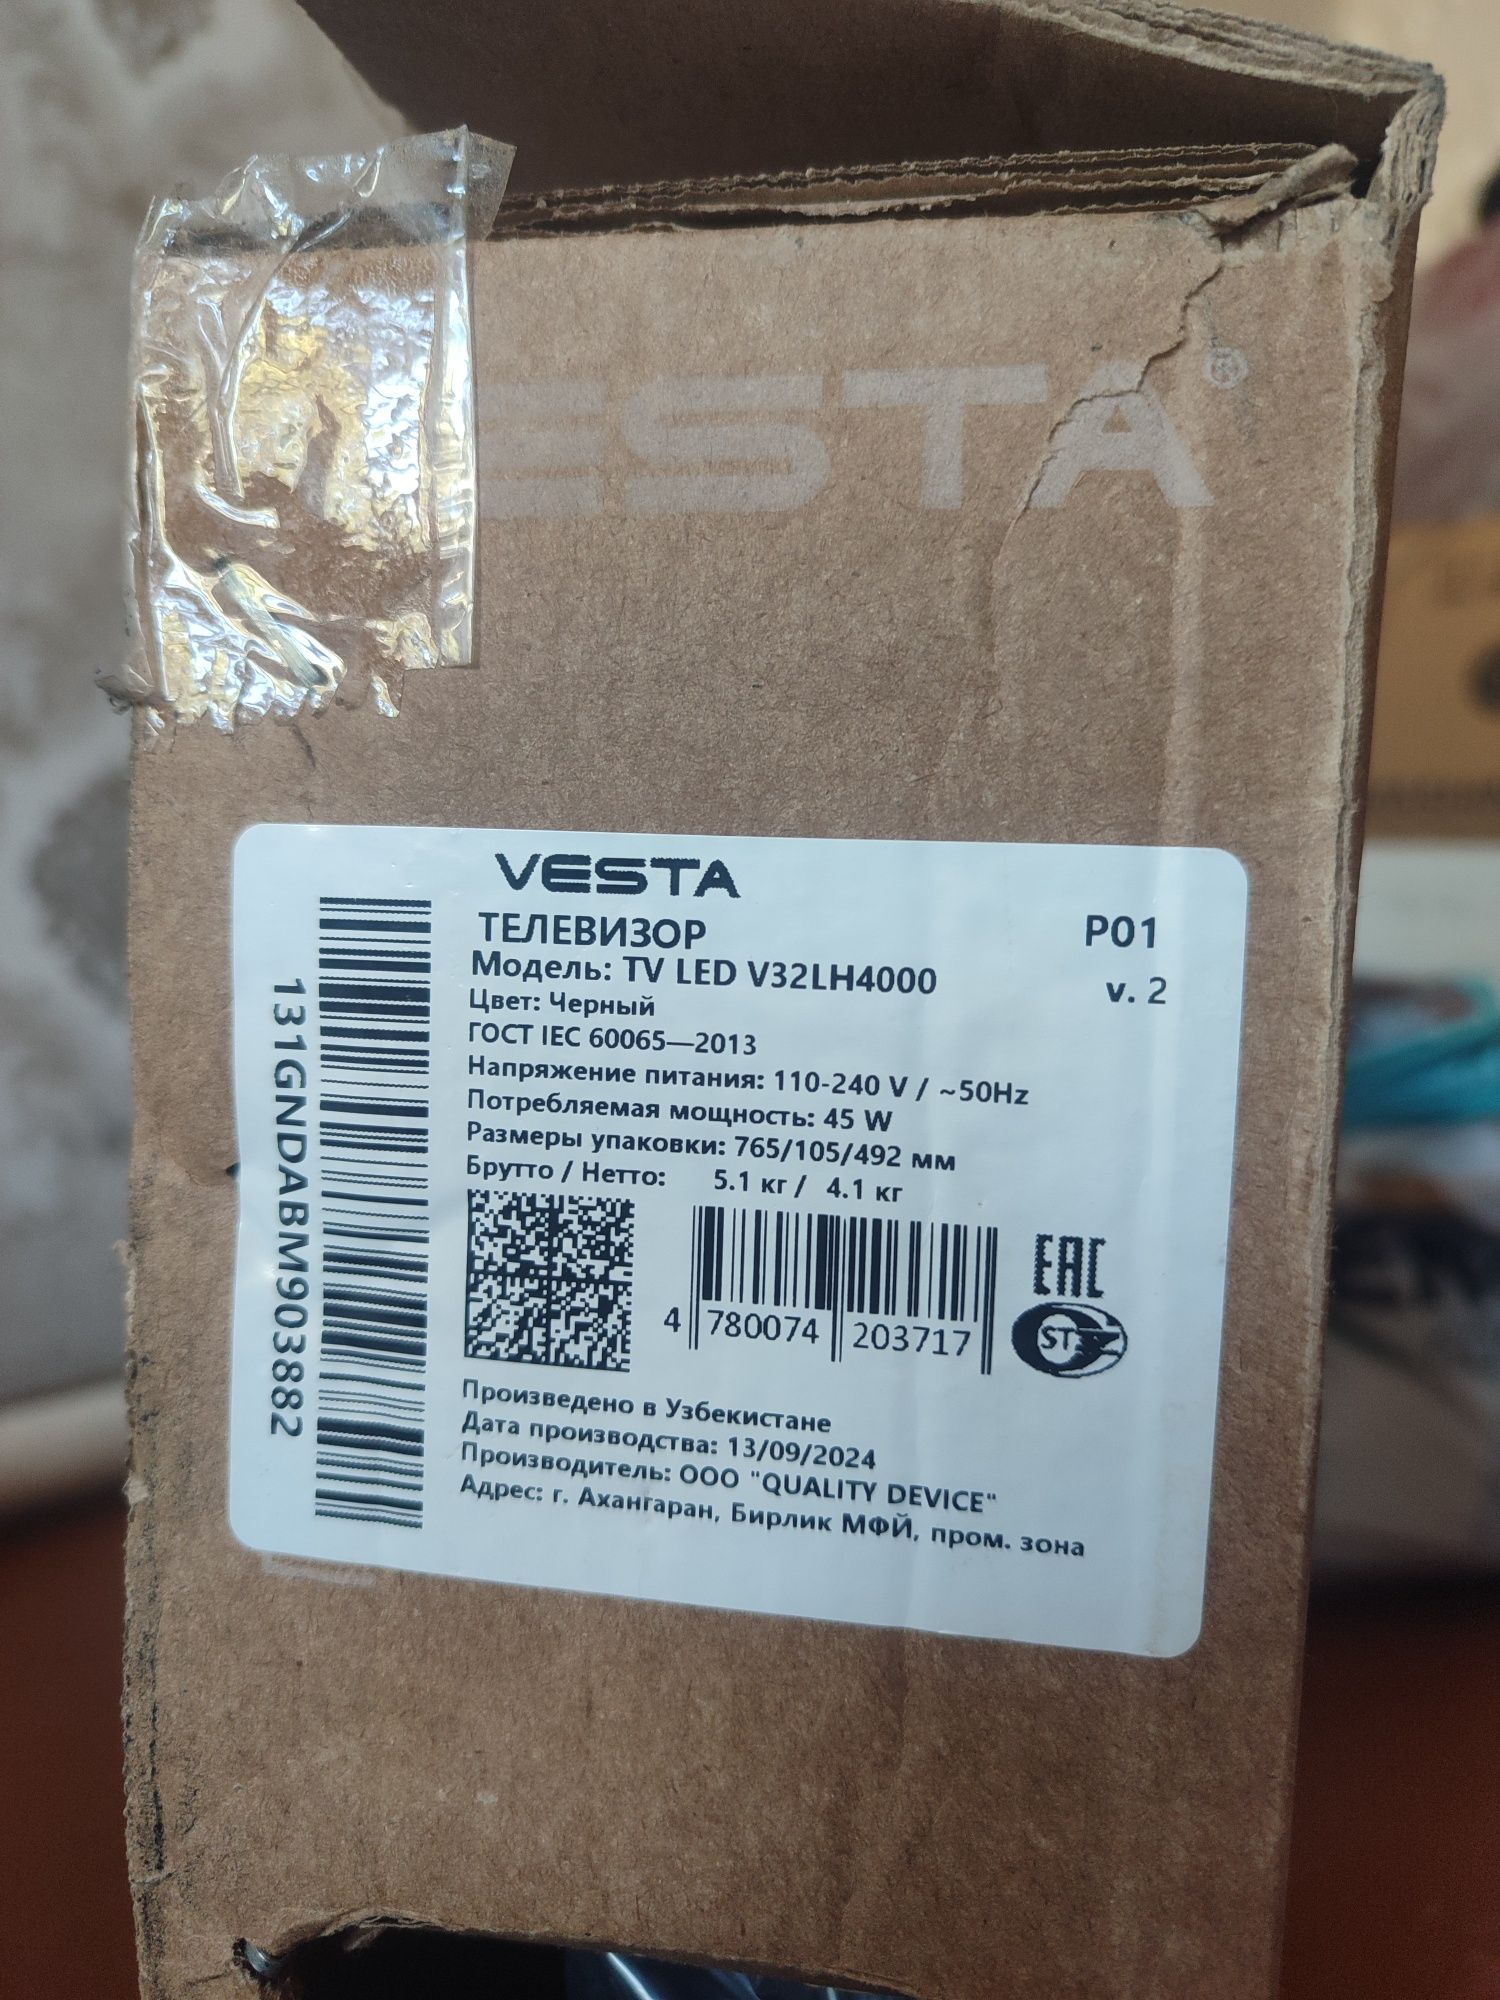 ESTA®
VESTA
ТЕЛЕВИЗОР P01
Модель: TV LED V32LH4000 v. 2
Цвет: Черный
ГОСТ IEC 60065—2013
Напряжение питания: 110-240 V / ~50Hz
Потребляемая мощность: 45 W
Размеры упаковки: 765/105/492 мм
Брутто / Нетто: 5.1 кг / 4.1 кг
131GNDABM903882
4 780074 203717
EAC
ST
Произведено в Узбекистане
Дата производства: 13/09/2024
Производитель: ООО "QUALITY DEVICE"
Адрес: г. Ахангаран, Бирлик МФЙ, пром. зона